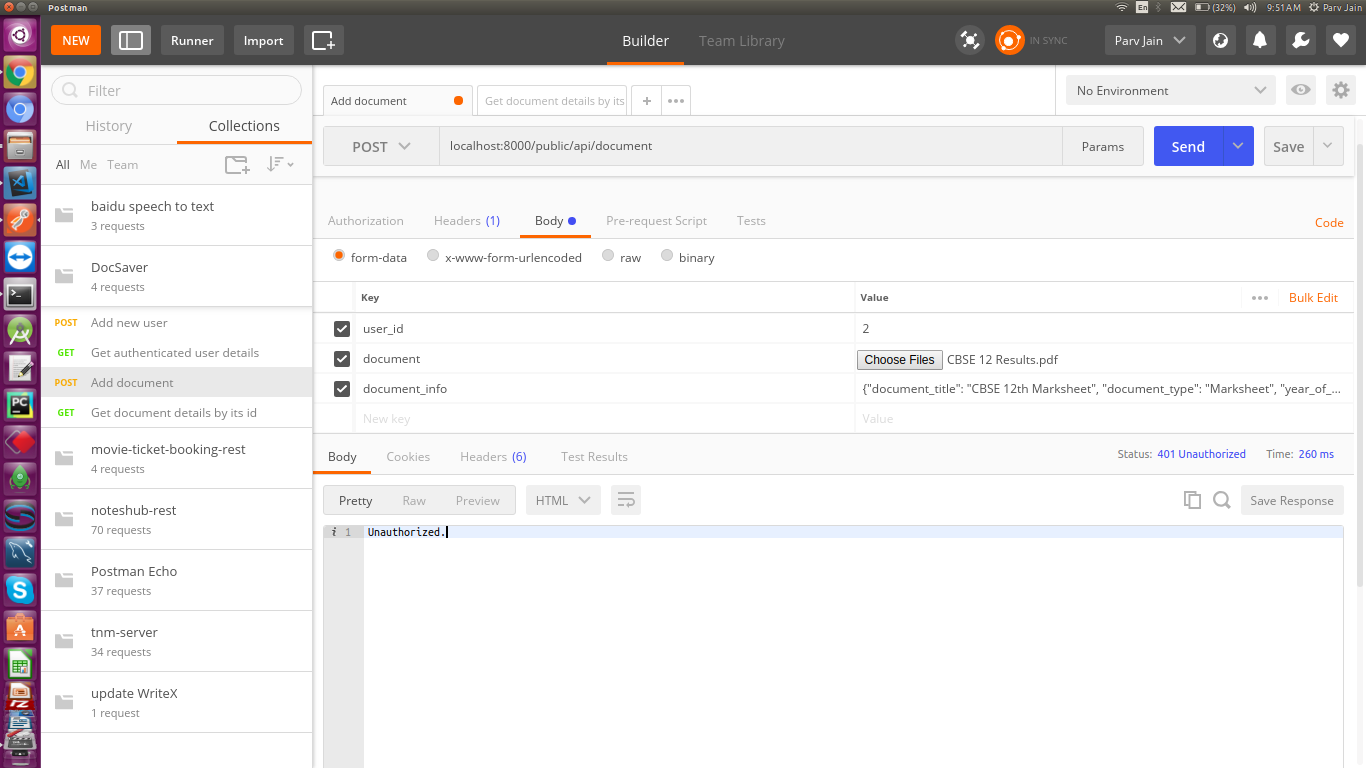 Postman
En
(32%)
9:51AM
Parv Jain
NEW
Runner
Import
Builder
Team Library
IN SYNC
Parv Jain
Filter
History
Collections
All
Me
Team
baidu speech to text
3 requests
DocSaver
4 requests
POST Add new user
GET Get authenticated user details
POST Add document
GET Get document details by its id
movie-ticket-booking-rest
4 requests
noteshub-rest
70 requests
Postman Echo
37 requests
tnm-server
34 requests
update WriteX
1 request
Add document
Get document details by its
+
•••
No Environment
POST
localhost:8000/public/api/document
Params
Send
Save
Authorization
Headers (1)
Body
Pre-request Script
Tests
Code
form-data
x-www-form-urlencoded
raw
binary
Key
Value
•••
Bulk Edit
user_id
2
document
Choose Files CBSE 12 Results.pdf
document_info
{"document_title": "CBSE 12th Marksheet", "document_type": "Marksheet", "year_of_...
New key
Value
Body
Cookies
Headers (6)
Test Results
Status: 401 Unauthorized
Time: 260 ms
Pretty
Raw
Preview
HTML
Save Response
i 1 Unauthorized.